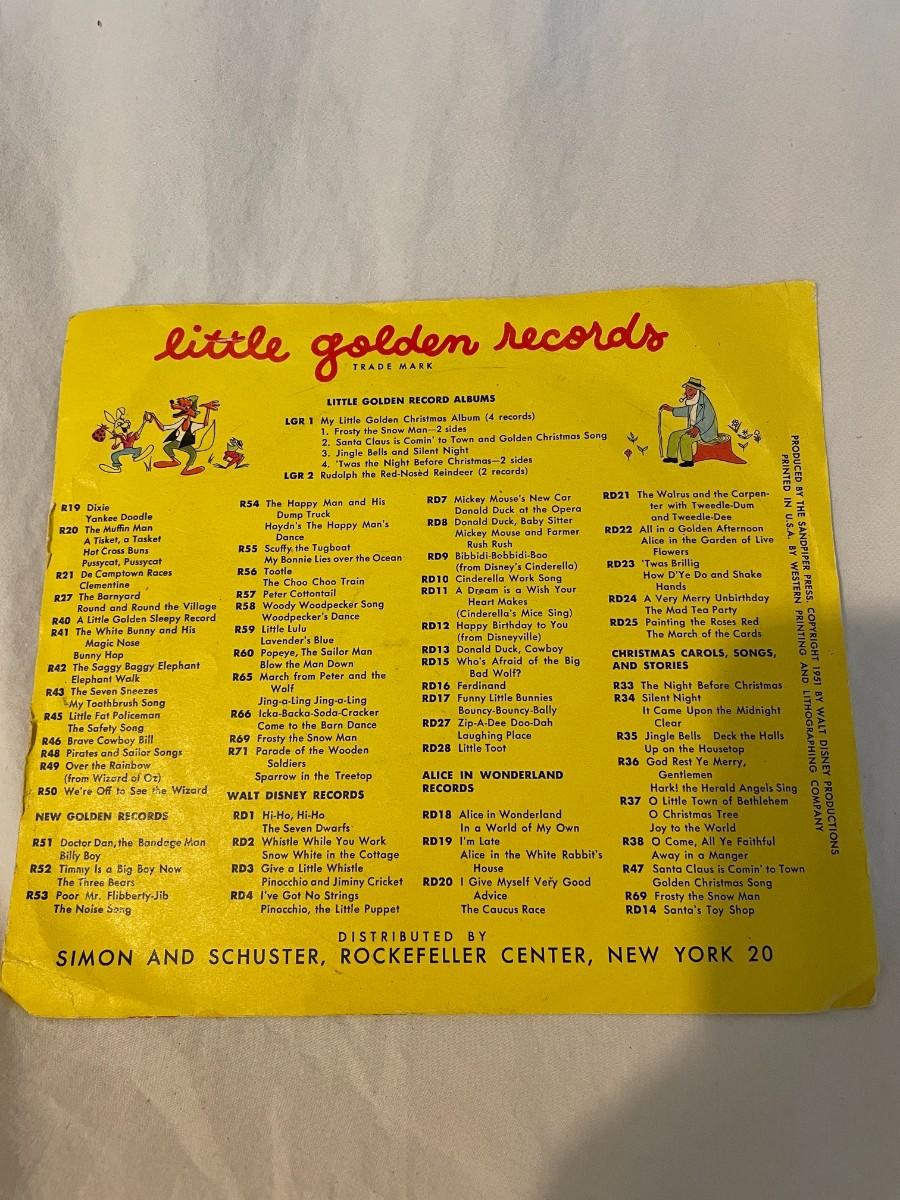 little golden records
TRADE MARK
LITTLE GOLDEN RECORD ALBUMS
LGR 1 My Little Golden Christmas Album (4 records)
1. Frosty the Snow Man—2 sides
2. Santa Claus is Comin' to Town and Golden Christmas Song
3. Jingle Bells and Silent Night
4. 'Twas the Night Before Christmas—2 sides
LGR 2 Rudolph the Red-Nosed Reindeer (2 records)
R19 Dixie
Yankee Doodle
R20 The Muffin Man
A Tisket, a Tasket
Hot Cross Buns
Pussycat, Pussycat
R21 De Camptown Races
Clementine
R27 The Barnyard
Round and Round the Village
R40 A Little Golden Sleepy Record
R41 The White Bunny and His
Magic Nose
Bunny Hop
R42 The Saggy Baggy Elephant
Elephant Walk
R43 The Seven Sneezes
My Toothbrush Song
R45 Little Fat Policeman
The Safety Song
R46 Brave Cowboy Bill
R48 Pirates and Sailor Songs
R49 Over the Rainbow
(from Wizard of Oz)
R50 We're Off to See the Wizard
NEW GOLDEN RECORDS
R51 Doctor Dan, the Bandage Man
Billy Boy
R52 Timmy Is a Big Boy Now
The Three Bears
R53 Poor Mr. Flibberty-Jib
The Noise Song
R54 The Happy Man and His
Dump Truck
Haydn's The Happy Man's
Dance
R55 Scuffy the Tugboat
My Bonnie Lies over the Ocean
R56 Tootle
The Choo Choo Train
R57 Peter Cottontail
R58 Woody Woodpecker Song
Woodpecker's Dance
R59 Little Lulu
Lavender's Blue
R60 Popeye, The Sailor Man
Blow the Man Down
R65 March from Peter and the
Wolf
Jing-a-Ling Jing-a-Ling
R66 Icka-Backa-Soda-Cracker
Come to the Barn Dance
R69 Frosty the Snow Man
R71 Parade of the Wooden
Soldiers
Sparrow in the Treetop
WALT DISNEY RECORDS
RD1 Hi-Ho, Hi-Ho
The Seven Dwarfs
RD2 Whistle While You Work
Snow White in the Cottage
RD3 Give a Little Whistle
Pinocchio and Jiminy Cricket
RD4 I've Got No Strings
Pinocchio, the Little Puppet
RD7 Mickey Mouse's New Car
Donald Duck at the Opera
RD8 Donald Duck, Baby Sitter
Mickey Mouse and Farmer
Rush Rush
RD9 Bibbidi-Bobbidi-Boo
(from Disney's Cinderella)
RD10 Cinderella Work Song
RD11 A Dream is a Wish Your
Heart Makes
(Cinderella's Mice Sing)
RD12 Happy Birthday to You
(from Disneyville)
RD13 Donald Duck, Cowboy
RD15 Who's Afraid of the Big
Bad Wolf?
RD16 Ferdinand
RD17 Funny Little Bunnies
Bouncy-Bouncy-Bally
RD27 Zip-A-Dee Doo-Dah
Laughing Place
RD28 Little Toot
ALICE IN WONDERLAND
RECORDS
RD18 Alice in Wonderland
In a World of My Own
RD19 I'm Late
Alice in the White Rabbit's
House
RD20 I Give Myself Very Good
Advice
The Caucus Race
RD21 The Walrus and the Carpen-
ter with Tweedle-Dum
and Tweedle-Dee
RD22 All in a Golden Afternoon
Alice in the Garden of Live
Flowers
RD23 'Twas Brillig
How D'Ye Do and Shake
Hands
RD24 A Very Merry Unbirthday
The Mad Tea Party
RD25 Painting the Roses Red
The March of the Cards
CHRISTMAS CAROLS, SONGS,
AND STORIES
R33 The Night Before Christmas
R34 Silent Night
It Came Upon the Midnight
Clear
R35 Jingle Bells Deck the Halls
Up on the Housetop
R36 God Rest Ye Merry,
Gentlemen
Hark! the Herald Angels Sing
R37 O Little Town of Bethlehem
O Christmas Tree
Joy to the World
R38 O Come, All Ye Faithful
Away in a Manger
R47 Santa Claus is Comin' to Town
Golden Christmas Song
R69 Frosty the Snow Man
RD14 Santa's Toy Shop
PRODUCED BY THE SANDPIPER PRESS. COPYRIGHT 1951 BY WALT DISNEY PRODUCTIONS
PRINTED IN U.S.A. BY WESTERN PRINTING AND LITHOGRAPHING COMPANY
DISTRIBUTED BY
SIMON AND SCHUSTER, ROCKEFELLER CENTER, NEW YORK 20